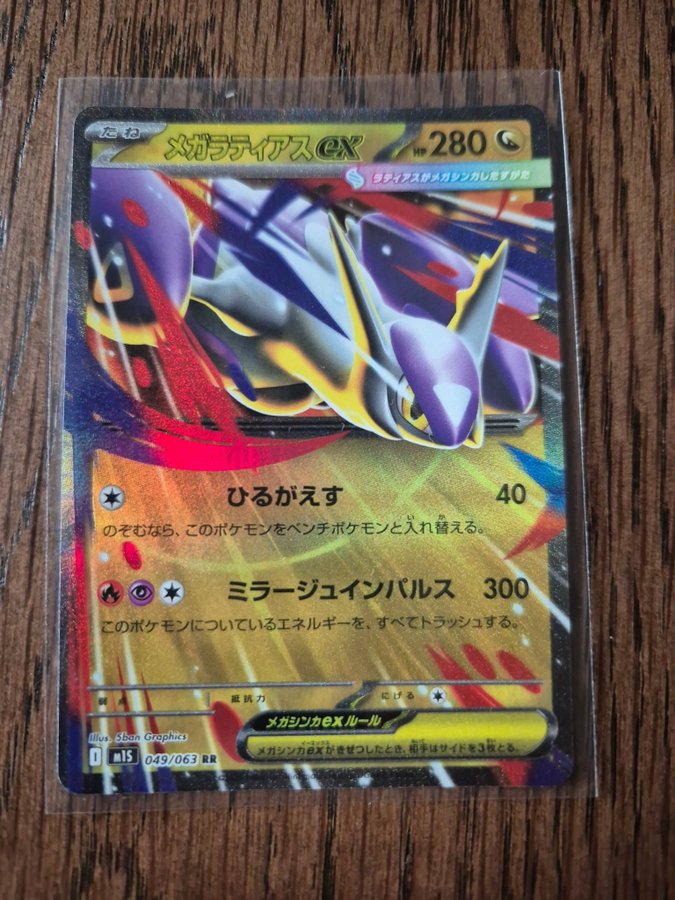 たね
メガラティアスex
HP 280
ラティアスがメガシンカしたすがた
ひるがえす 40
のぞむなら、このポケモンをベンチポケモンと入れ替える。
ミラージュインパルス 300
このポケモンについているエネルギーを、すべてトラッシュする。
弱点 抵抗力 にげる
メガシンカexルール
メガシンカexがきぜつしたとき、相手はサイドを3枚とる。
Illus. 5ban Graphics
I m1S 049/063 RR